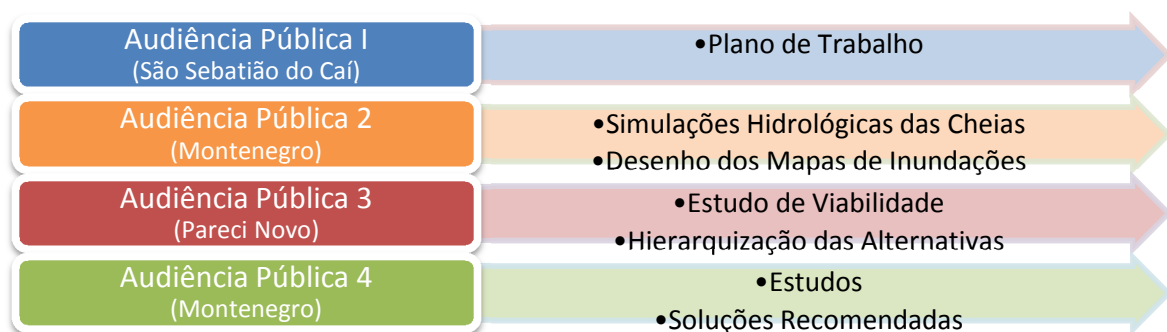 Audiência Pública I
(São Sebatião do Caí)
•Plano de Trabalho
Audiência Pública 2
(Montenegro)
•Simulações Hidrológicas das Cheias
•Desenho dos Mapas de Inundações
Audiência Pública 3
(Pareci Novo)
•Estudo de Viabilidade
•Hierarquização das Alternativas
Audiência Pública 4
(Montenegro)
•Estudos
•Soluções Recomendadas